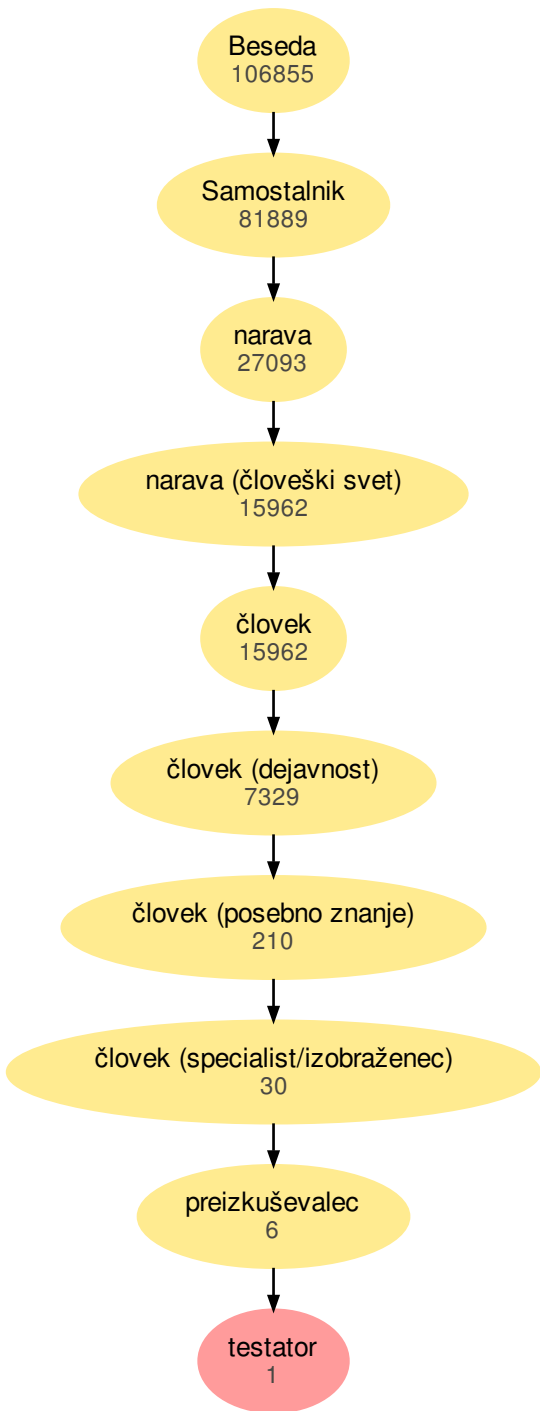 Beseda
106855
Samostalnik
81889
narava
27093
narava (človeški svet)
15962
človek
15962
človek (dejavnost)
7329
človek (posebno znanje)
210
človek (specialist/izobraženec)
30
preizkuševalec
6
testator
1